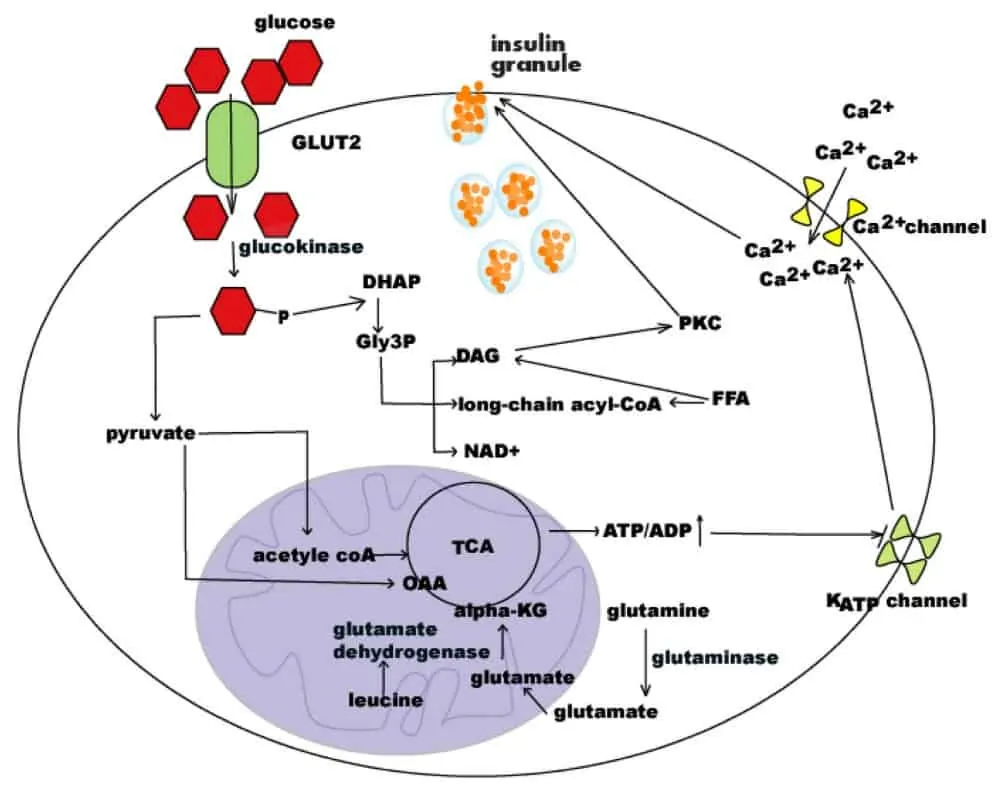 glucose
insulin
granule
GLUT2
Ca2+
Ca2+
Ca2+
Ca2+channel
glucokinase
Ca2+
Ca2+
Ca2+
DHAP
P
PKC
Gly3P
DAG
FFA
long-chain acyl-CoA
pyruvate
NAD+
ATP/ADP
TCA
acetyle coA
OAA
KATP channel
alpha-KG
glutamine
glutamate
dehydrogenase
glutaminase
glutamate
leucine
glutamate